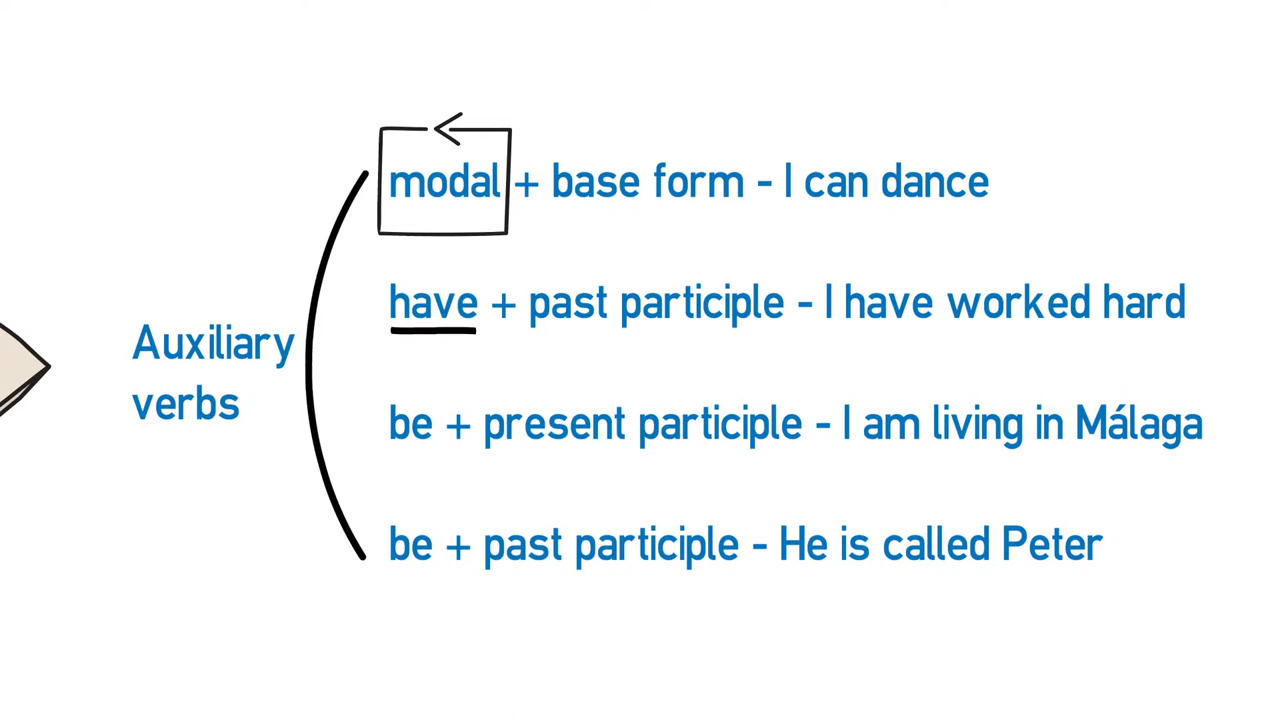 modal + base form - I can dance
have + past participle - I have worked hard
Auxiliary
verbs
be + present participle - I am living in Málaga
be + past participle - He is called Peter